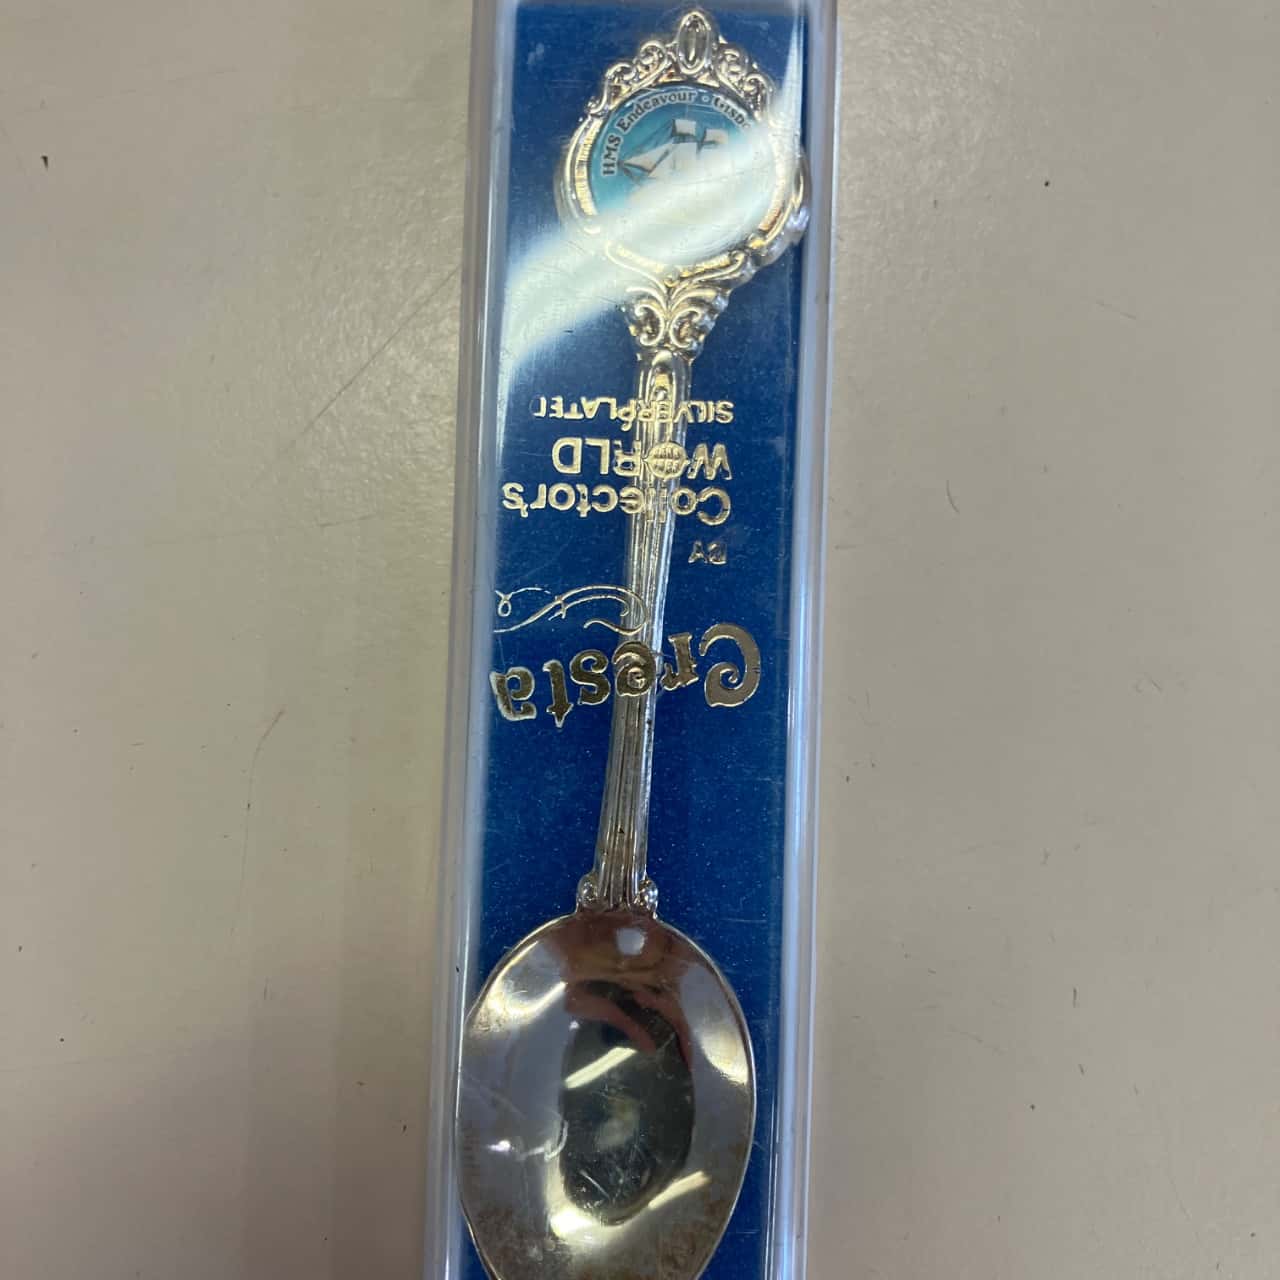 HMS Endeavour •
Cresta
BY
Collector's
WORLD
SILVERPLATED